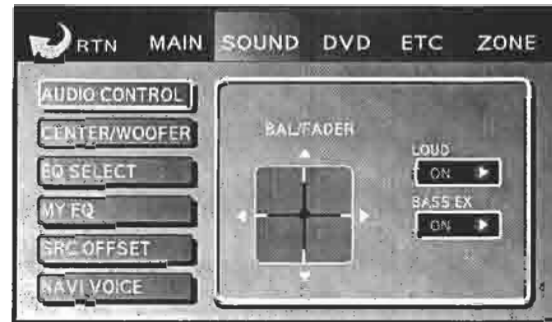 RTN MAIN SOUND DVD ETC ZONE
AUDIO CONTROL
CENTER/WOOFER
EQ SELECT
MY EQ
SRC OFFSET
NAVI VOICE
BAL/FADER
LOUD
ON
BASS EX
ON